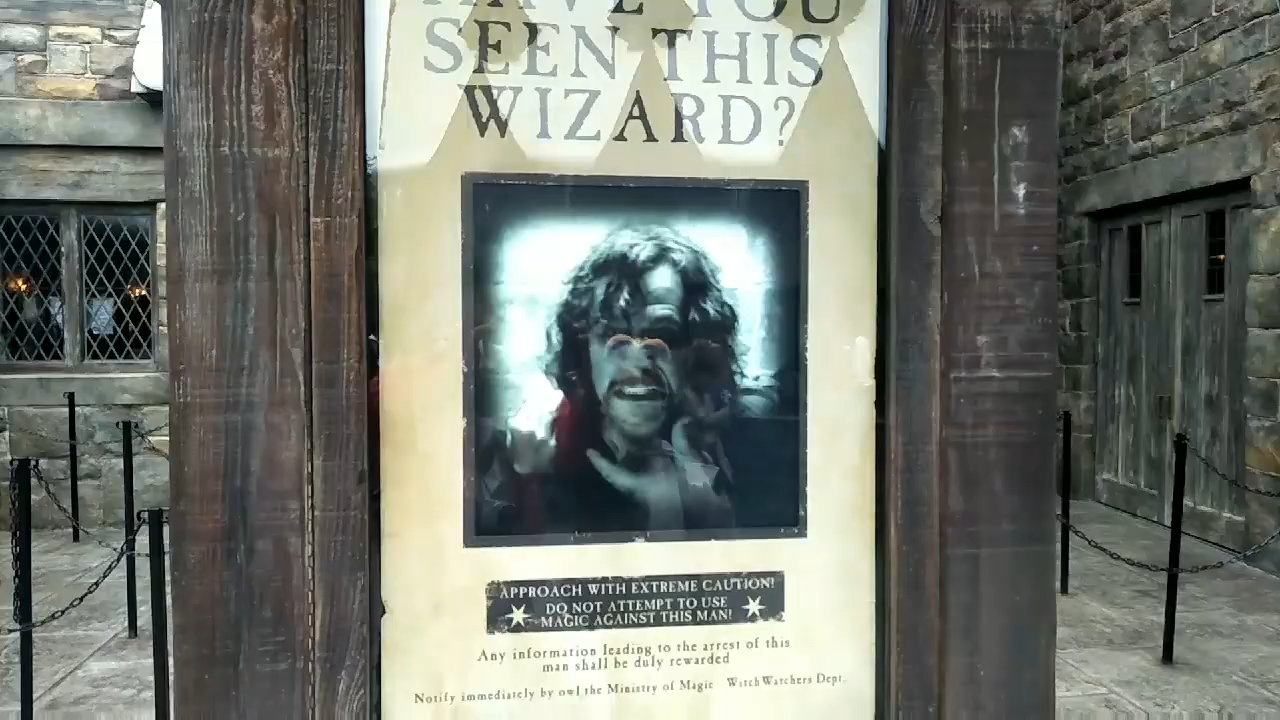 HAVE YOU
SEEN THIS
WIZARD?
APPROACH WITH EXTREME CAUTION!
DO NOT ATTEMPT TO USE
MAGIC AGAINST THIS MAN!
Any information leading to the arrest of this
man shall be duly rewarded
Notify immediately by owl the Ministry of Magic WitchWatchers Dept.